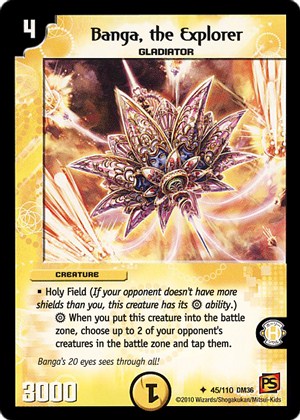 4
Banga, the Explorer
GLADIATOR
CREATURE
▪ Holy Field (If your opponent doesn't have more
shields than you, this creature has its ability.)
When you put this creature into the battle
zone, choose up to 2 of your opponent's
creatures in the battle zone and tap them.
Banga's 20 eyes sees through all!
3000
1
45/110 DM36
©2010 Wizards/Shogakukan/Mitsui-Kids
PS